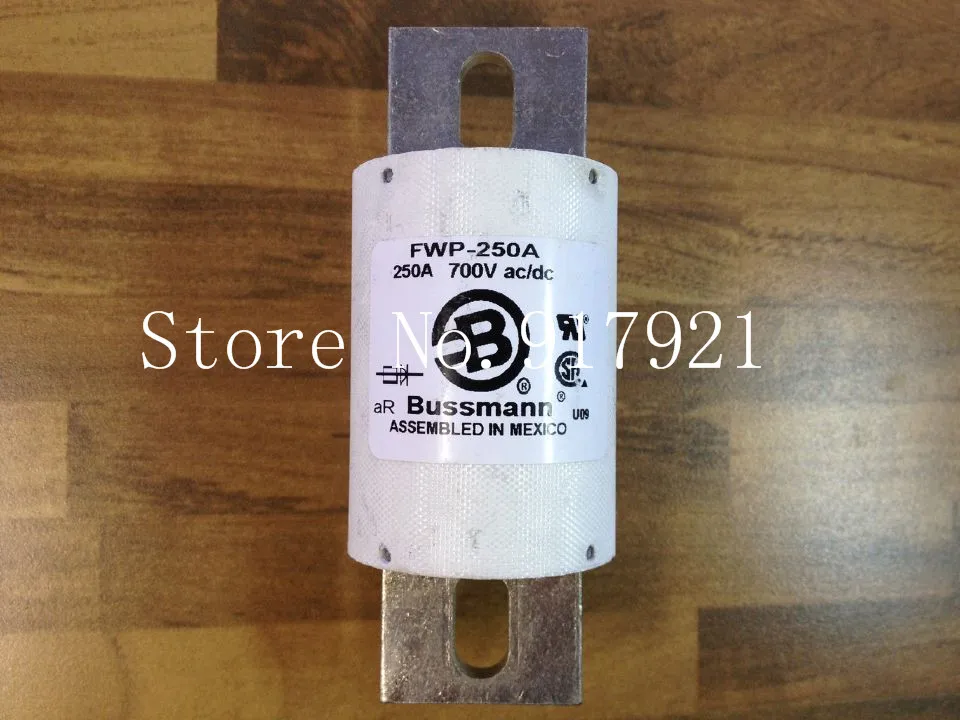 FWP-250A
250A 700V ac/dc
B
®
Store No.917921
aR Bussmann® U09
ASSEMBLED IN MEXICO